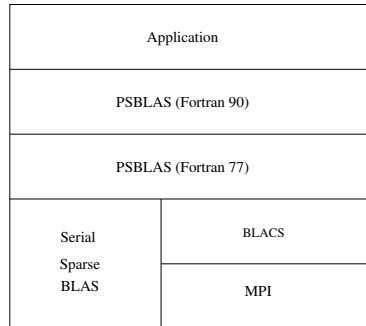 Application
PSBLAS (Fortran 90)
PSBLAS (Fortran 77)
Serial
Sparse
BLAS
BLACS
MPI